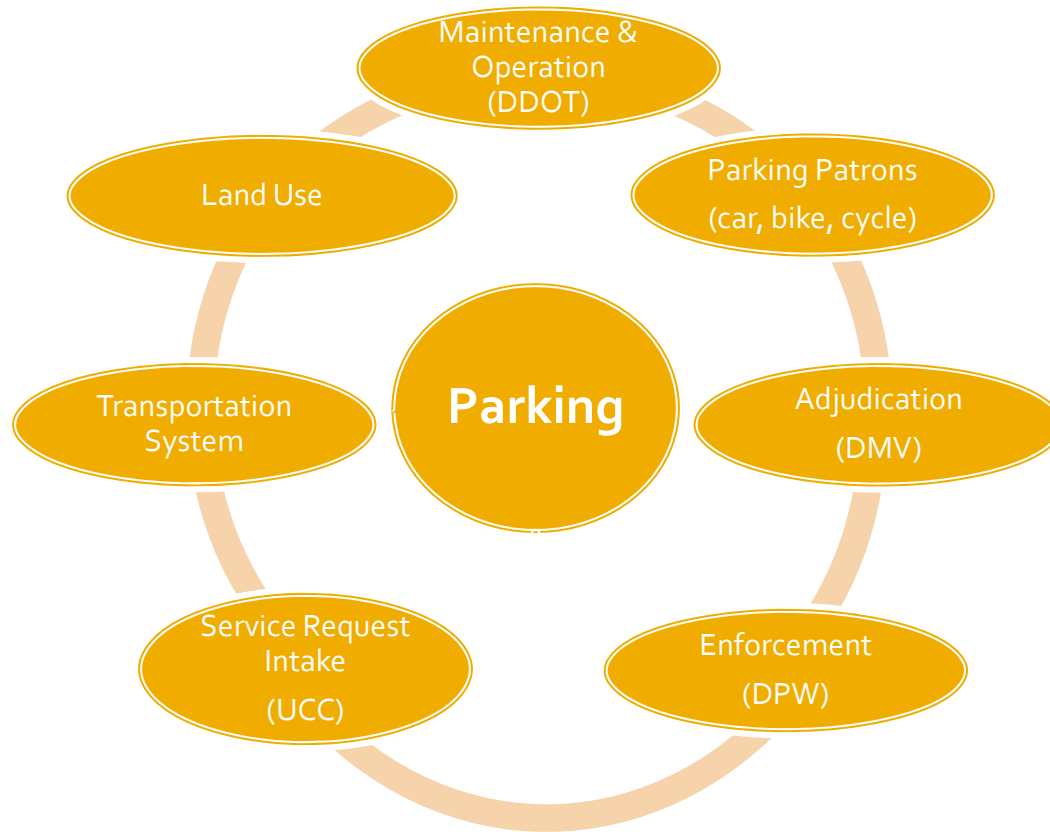 Maintenance &
Operation
(DDOT)
Parking Patrons
(car, bike, cycle)
Land Use
Parking
Adjudication
(DMV)
Transportation
System
Enforcement
(DPW)
Service Request
Intake
(UCC)